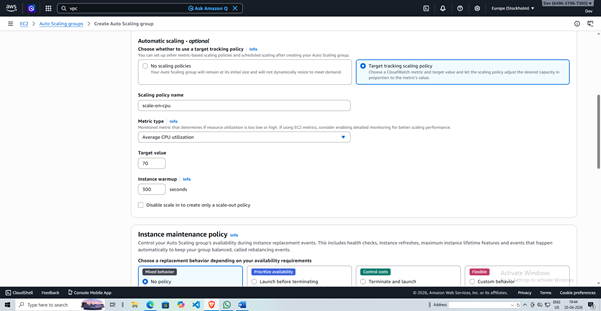 aws
vpc
Ask Amazon Q
Europe (Stockholm)
Dev
EC2 > Auto Scaling groups > Create Auto Scaling group
Automatic scaling - optional
Choose whether to use a target tracking policy Info
You can set up other metric-based scaling policies and scheduled scaling after creating your Auto Scaling group.
No scaling policies
Your Auto Scaling group will remain at its initial size and will not dynamically resize to meet demand.
Target tracking scaling policy
Choose a CloudWatch metric and target value and let the scaling policy adjust the desired capacity in
proportion to the metric's value.
Scaling policy name
scale-on-cpu
Metric type Info
Monitored metric that determines if resource utilization is too low or high. If using EC2 metrics, consider enabling detailed monitoring for better scaling performance.
Average CPU utilization
Target value
70
Instance warmup Info
300 seconds
Disable scale in to create only a scale-out policy
Instance maintenance policy Info
Control your Auto Scaling group's availability during instance replacement events. This includes health checks, instance refreshes, maximum instance lifetime features and events that happen
automatically to keep your group balanced, called rebalancing events.
Choose a replacement behavior depending on your availability requirements
Mixed behavior
No policy
Prioritize availability
Launch before terminating
Control costs
Terminate and launch
Flexible
Custom behavior
Activate Windows
CloudShell Feedback Console Mobile App
© 2026, Amazon Web Services, Inc. or its affiliates. Privacy Terms Cookie preferences
Type here to search
Address
ENG